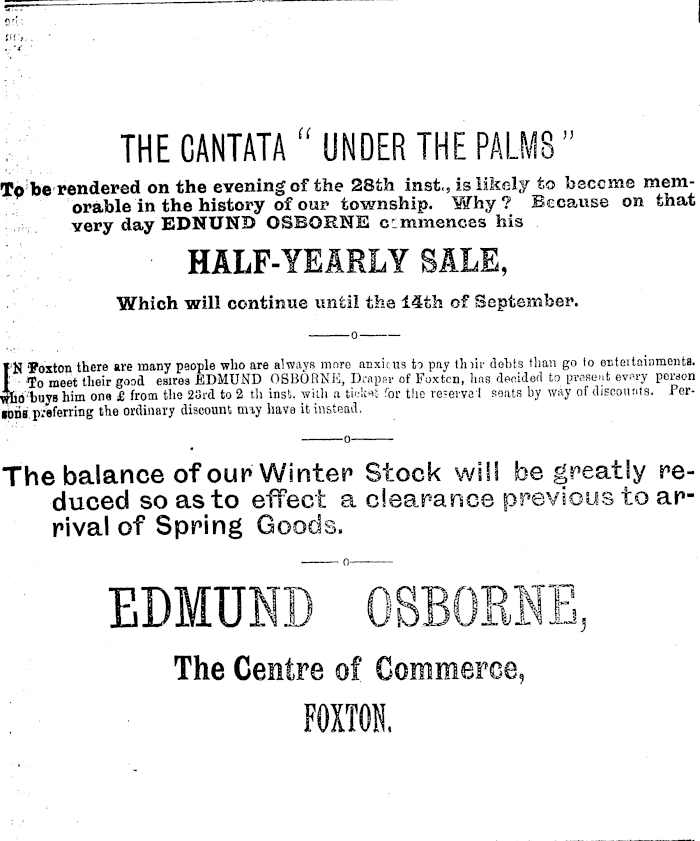 THE CANTATA “ UNDER THE PALMS ”
To be rendered on the evening of the 28th inst., is likely to become mem-
orable in the history of our township. Why ? Because on that
very day EDNUND OSBORNE commences his
HALF-YEARLY SALE,
Which will continue until the 14th of September.
——o——
IN Foxton there are many people who are always more anxious to pay their debts than go to entertainments.
To meet their good esires EDMUND OSBORNE, Draper of Foxton, has decided to present every person
who buys him one £ from the 23rd to 2 th inst. with a ticket for the reserved seats by way of discounts. Per-
sons preferring the ordinary discount may have it instead.
——o——
The balance of our Winter Stock will be greatly re-
duced so as to effect a clearance previous to ar-
rival of Spring Goods.
——o——
EDMUND OSBORNE,
The Centre of Commerce,
FOXTON.